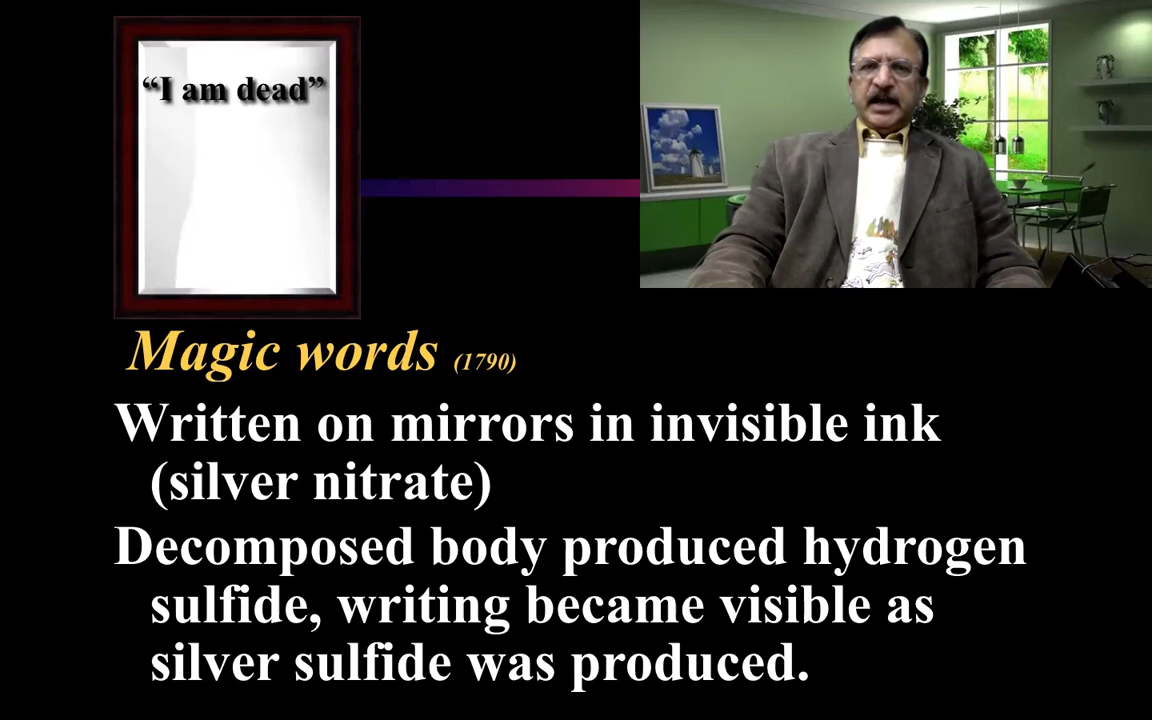 “I am dead”
Magic words (1790)
Written on mirrors in invisible ink
(silver nitrate)
Decomposed body produced hydrogen
sulfide, writing became visible as
silver sulfide was produced.